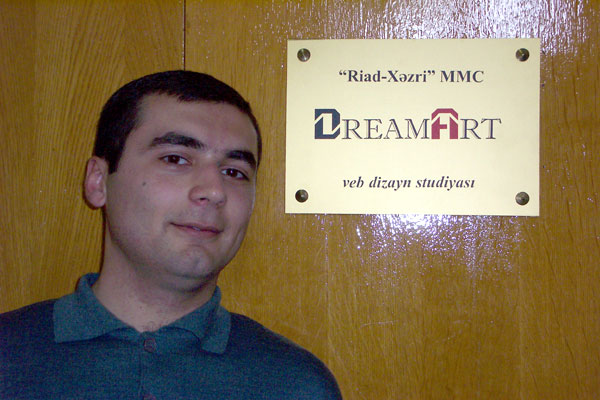 “Riad-Xəzri” MMC
DREAMART
veb dizayn studiyası